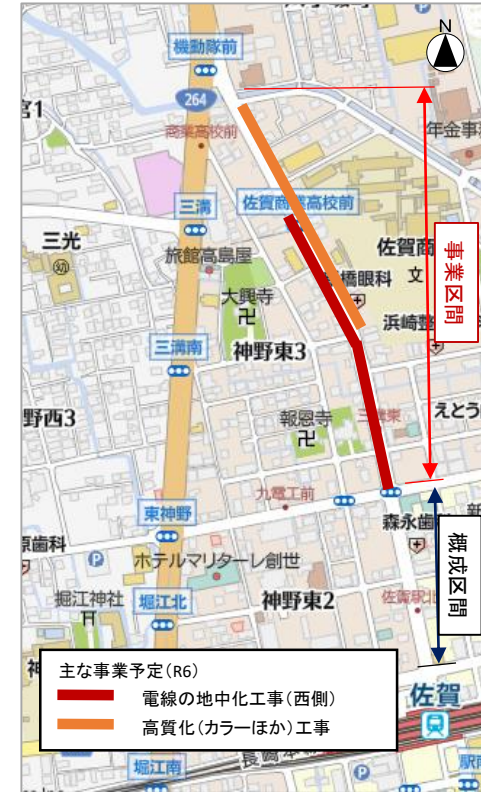 N
機動隊前
264
宮1
商業高校前
年金事
三溝
佐賀商業高校前
三光
幼
旅館高島屋
佐賀商
橋眼科
文
大興寺
浜崎整
事業区間
三溝南
神野東3
野西3
報恩寺
えとう
九電工前
東神野
森永歯
原歯科
P
ホテルマリターレ創世
概成区間
堀江神社
堀江北
神野東2
佐賀駅北
主な事業予定(R6)
電線の地中化工事(西側)
高質化(カラーほか)工事
佐賀
堀江南
長崎本
P
駅前